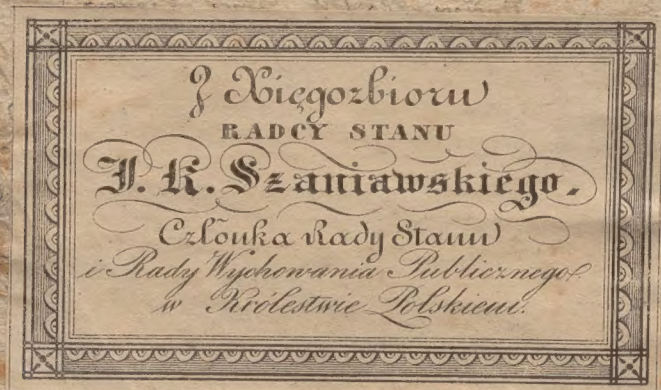 Z Xięgozbioru
RADCY STANU
J. K. Szaniawskiego.
Członka Rady Stanu
i Rady Wychowania Publicznego
w Królestwie Polskiem.